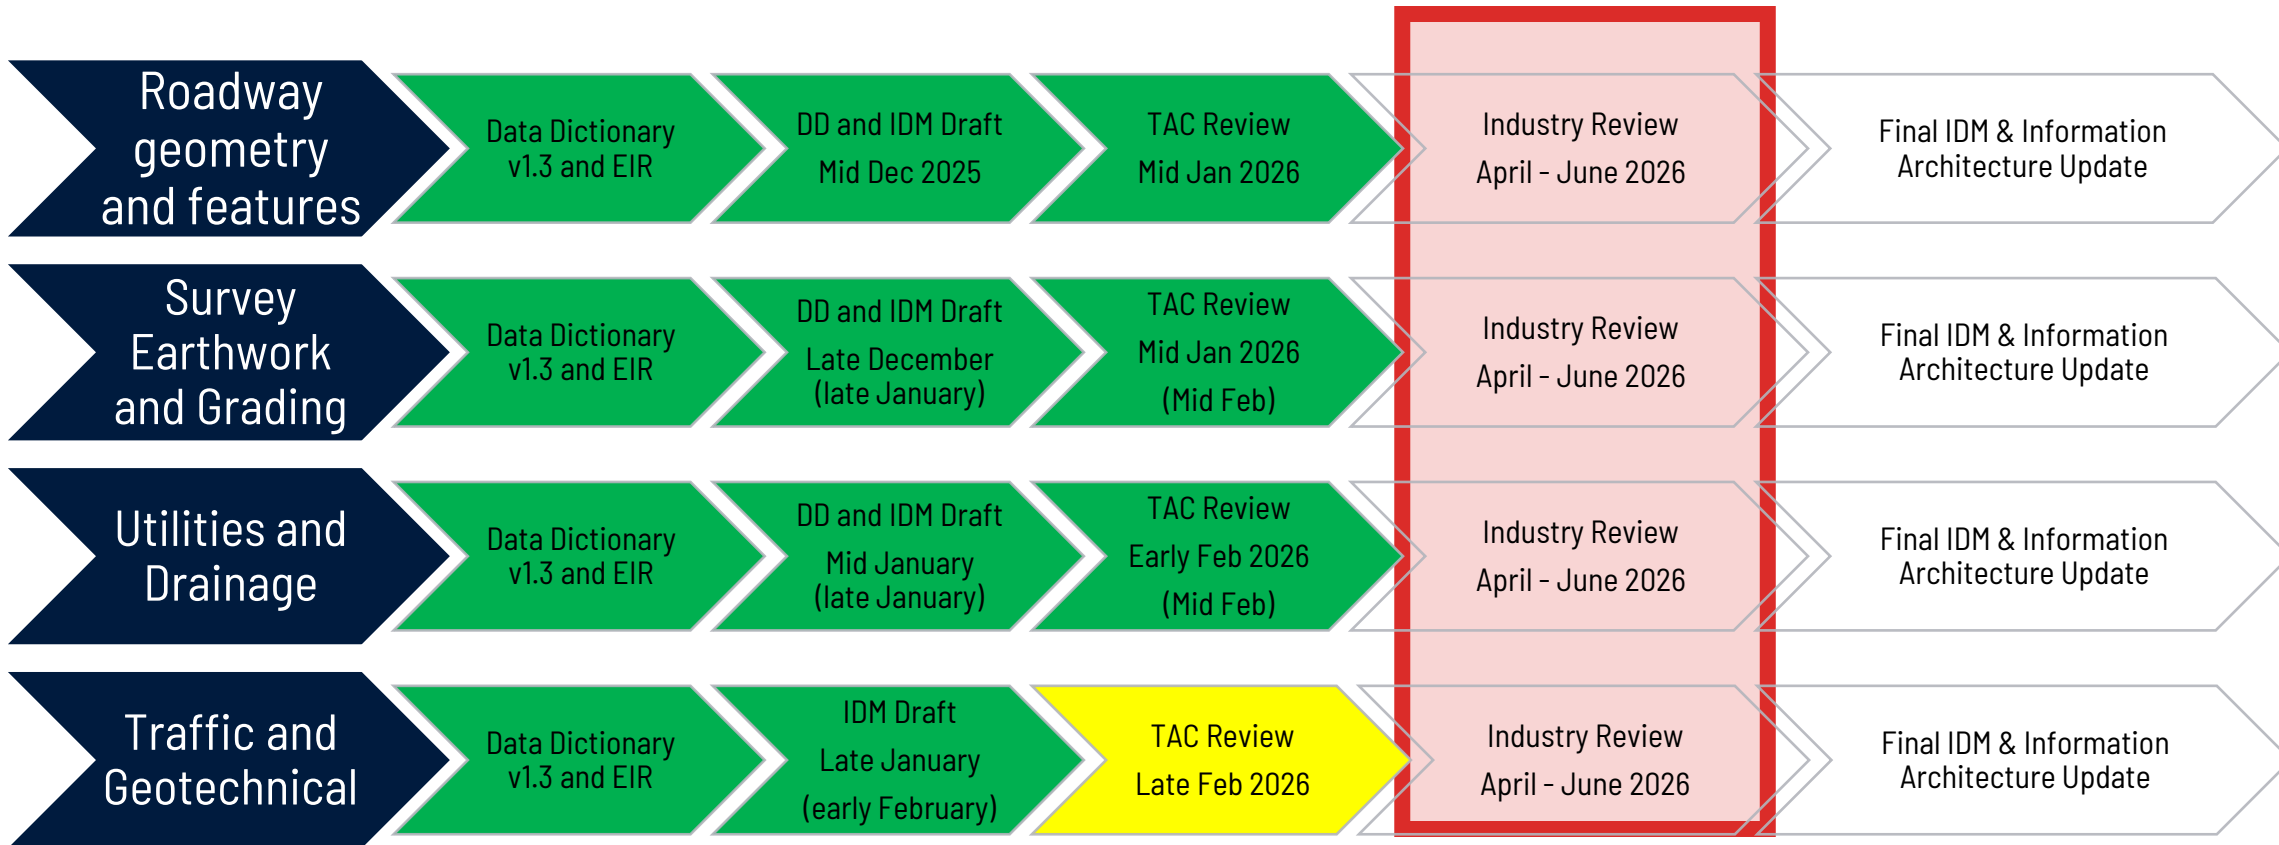 Roadway
geometry
and features
Data Dictionary
v1.3 and EIR
DD and IDM Draft
Mid Dec 2025
TAC Review
Mid Jan 2026
Industry Review
April - June 2026
Final IDM & Information
Architecture Update
Survey
Earthwork
and Grading
Data Dictionary
v1.3 and EIR
DD and IDM Draft
Late December
(late January)
TAC Review
Mid Jan 2026
(Mid Feb)
Industry Review
April - June 2026
Final IDM & Information
Architecture Update
Utilities and
Drainage
Data Dictionary
v1.3 and EIR
DD and IDM Draft
Mid January
(late January)
TAC Review
Early Feb 2026
(Mid Feb)
Industry Review
April - June 2026
Final IDM & Information
Architecture Update
Traffic and
Geotechnical
Data Dictionary
v1.3 and EIR
IDM Draft
Late January
(early February)
TAC Review
Late Feb 2026
Industry Review
April - June 2026
Final IDM & Information
Architecture Update